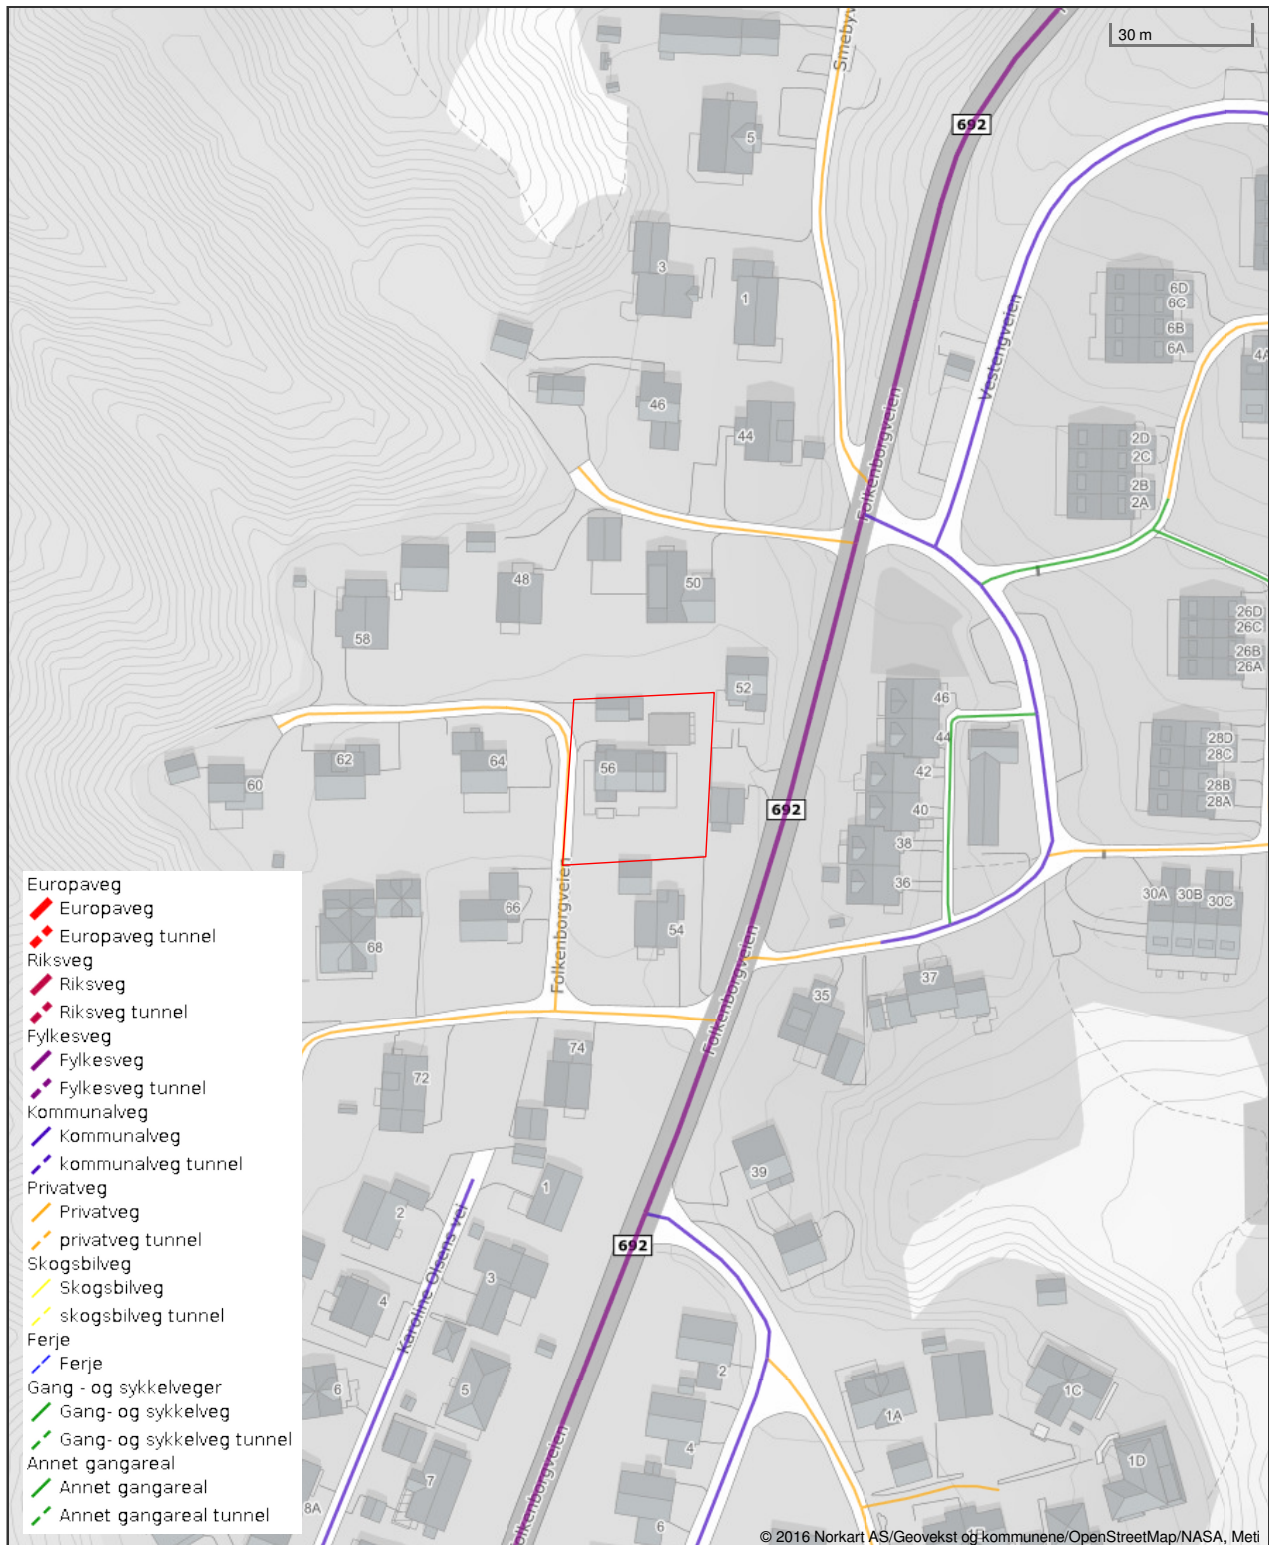 30 m
Smebyv
692
5
3
1
6D
6C
6B
6A
4A
Vestengveien
46
44
Folkenborgveien
2D
2C
2B
2A
48
50
58
26D
26C
26B
26A
52
46
44
42
40
38
36
28D
28C
28B
28A
56
60
62
64
692
66
68
54
Folkenborgveien
Folkenborgveien
30A
30B
30C
35
37
72
74
39
1
2
3
4
5
6
7
8A
Karoline Olsens vei
692
2
4
6
1A
1C
1D
Folkenborgveien
Europaveg
Europaveg
Europaveg tunnel
Riksveg
Riksveg
Riksveg tunnel
Fylkesveg
Fylkesveg
Fylkesveg tunnel
Kommunalveg
Kommunalveg
kommunalveg tunnel
Privatveg
Privatveg
privatveg tunnel
Skogsbilveg
Skogsbilveg
skogsbilveg tunnel
Ferje
Ferje
Gang - og sykkelveger
Gang- og sykkelveg
Gang- og sykkelveg tunnel
Annet gangareal
Annet gangareal
Annet gangareal tunnel
© 2016 Norkart AS/Geovekst og kommunene/OpenStreetMap/NASA, Meti